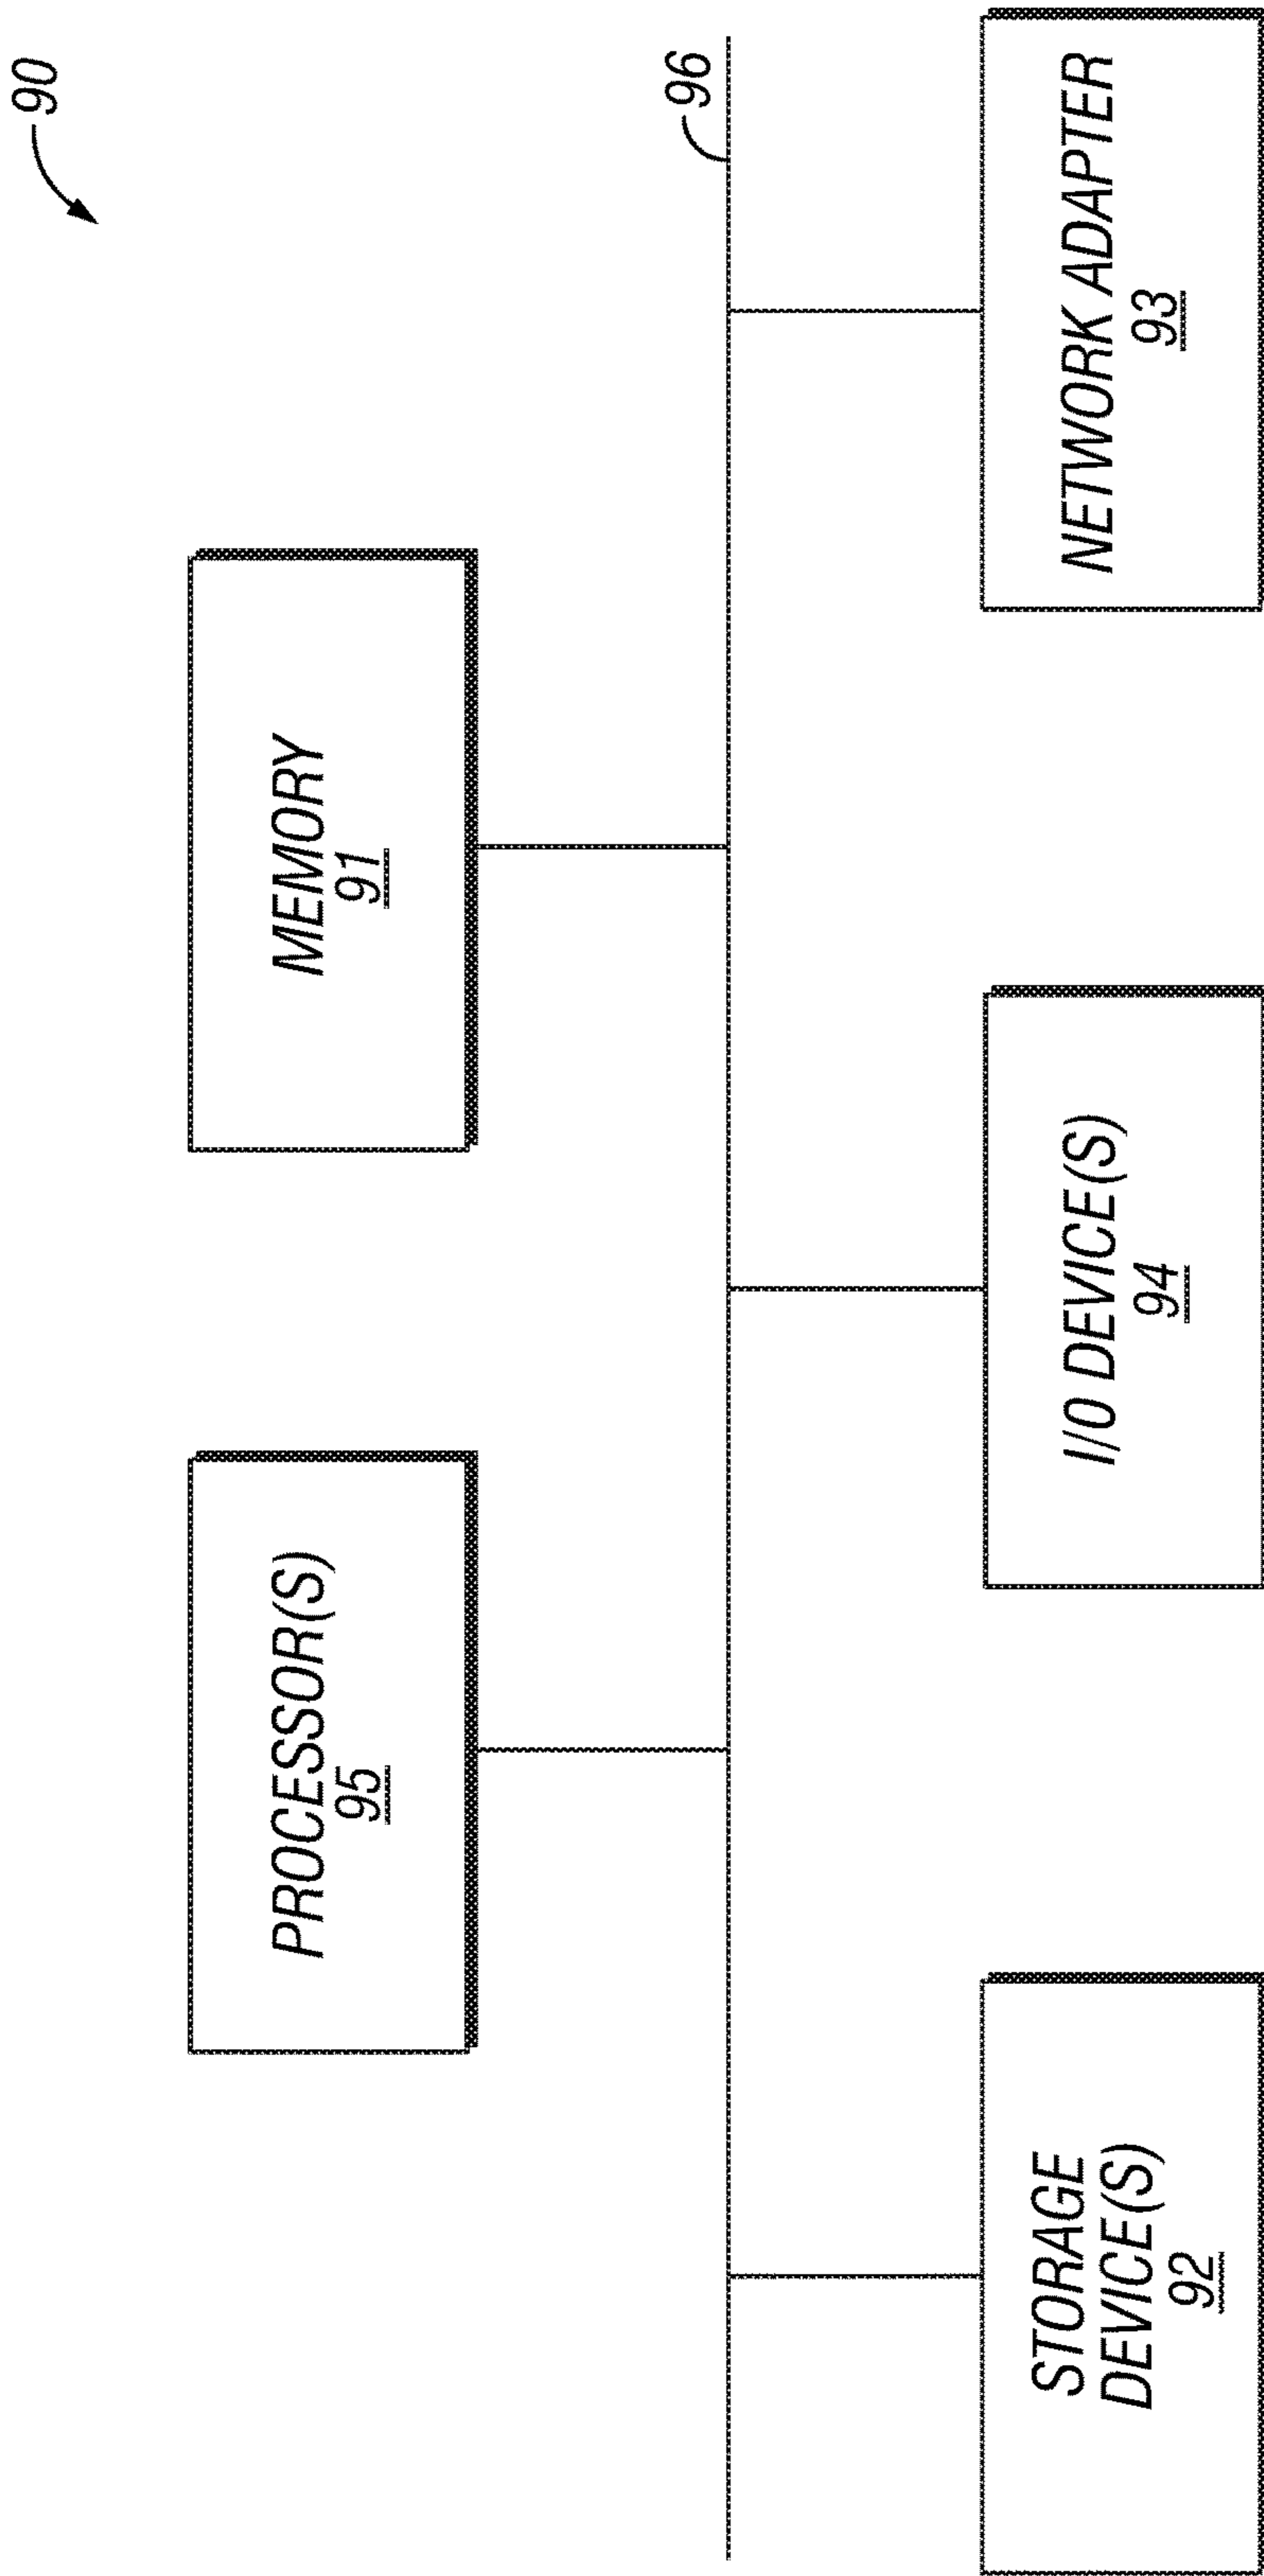 90
PROCESSOR(S)
95
MEMORY
91
96
STORAGE
DEVICE(S)
92
I/O DEVICE(S)
94
NETWORK ADAPTER
93